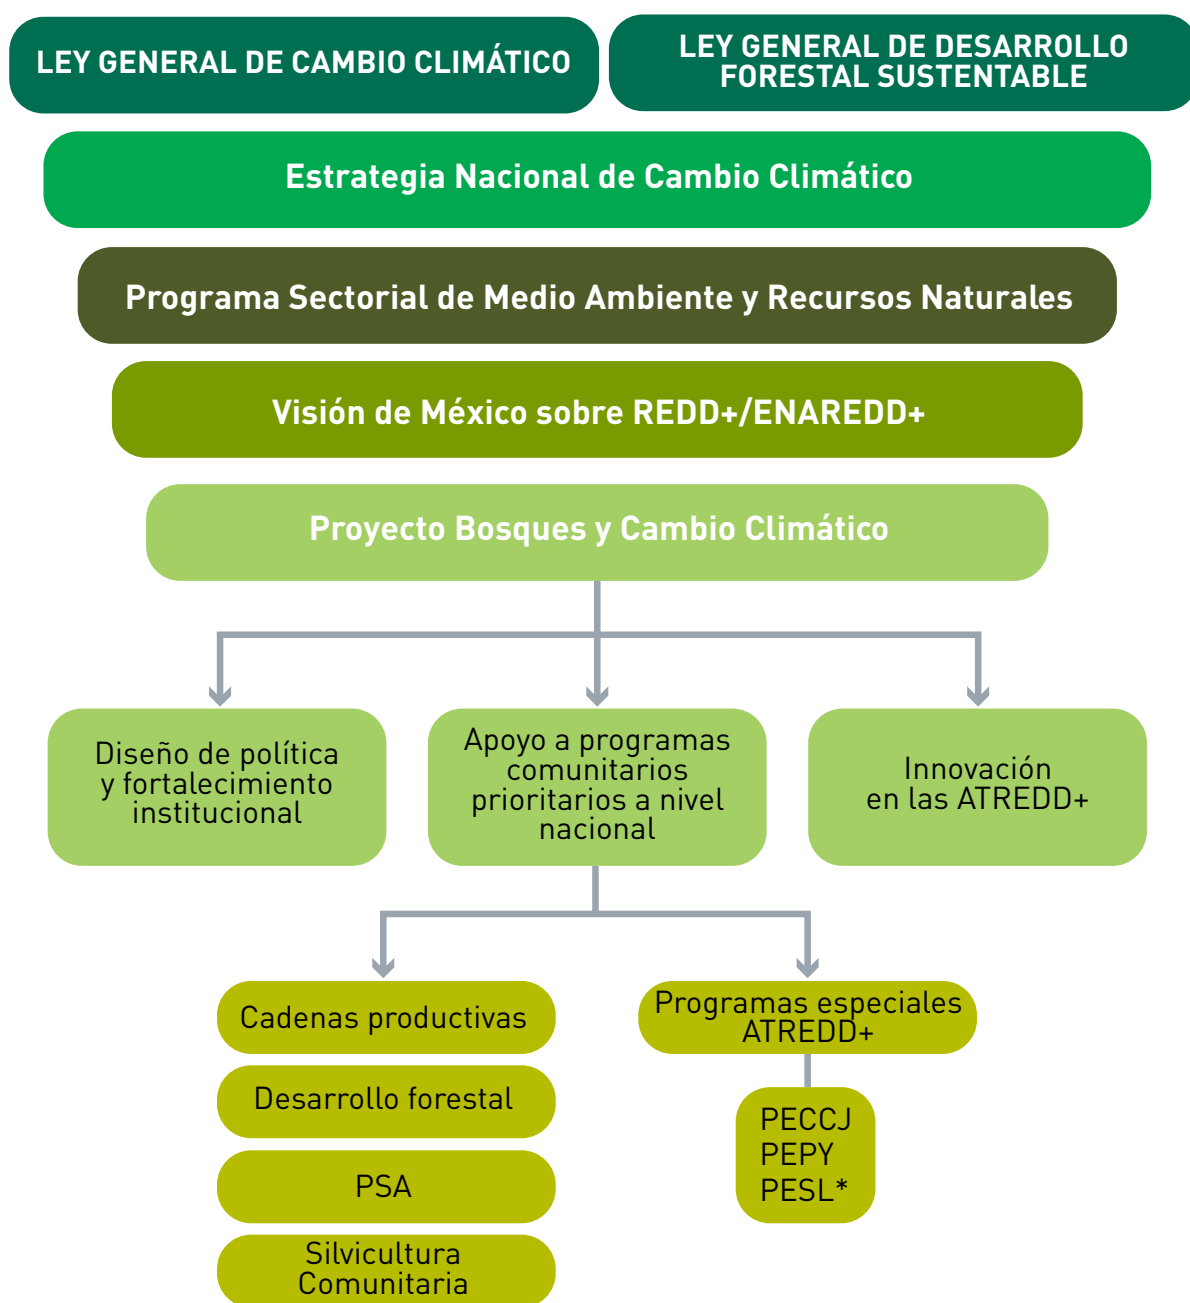 LEY GENERAL DE CAMBIO CLIMÁTICO
LEY GENERAL DE DESARROLLO
FORESTAL SUSTENTABLE
Estrategia Nacional de Cambio Climático
Programa Sectorial de Medio Ambiente y Recursos Naturales
Visión de México sobre REDD+/ENAREDD+
Proyecto Bosques y Cambio Climático
Diseño de política
y fortalecimiento
institucional
Apoyo a programas
comunitarios
prioritarios a nivel
nacional
Innovación
en las ATREDD+
Cadenas productivas
Desarrollo forestal
PSA
Silvicultura
Comunitaria
Programas especiales
ATREDD+
PECCJ
PEPY
PESL*